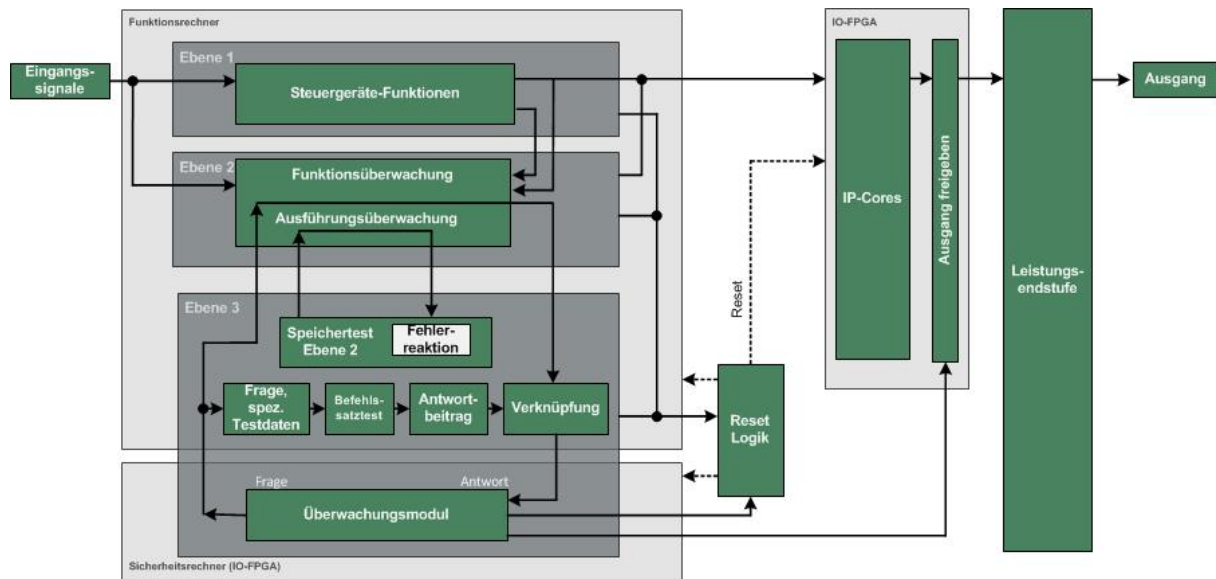 Funktionsrechner
IO-FPGA
Ebene 1
Eingangs-
signale
Steuergeräte-Funktionen
Ausgang
Ebene 2
Funktionsüberwachung
Ausführungsüberwachung
IP-Cores
Ausgang freigeben
Leistungs-
endstufe
Ebene 3
Reset
Speichertest
Ebene 2
Fehler-
reaktion
Frage,
spez.
Testdaten
Befehls-
satztest
Antwort-
beitrag
Verknüpfung
Reset
Logik
Frage
Antwort
Überwachungsmodul
Sicherheitsrechner (IO-FPGA)